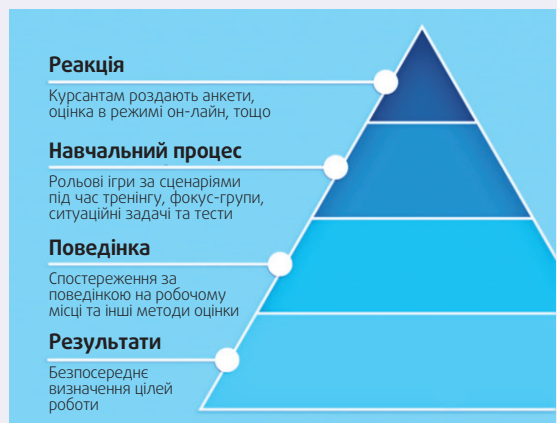 Реакція
Курсантам роздають анкети,
оцінка в режимі он-лайн, тощо
Навчальний процес
Рольові ігри за сценаріями
під час тренінгу, фокус-групи,
ситуаційні задачі та тести
Поведінка
Спостереження за
поведінкою на робочому
місці та інші методи оцінки
Результати
Безпосереднє
визначення цілей
роботи